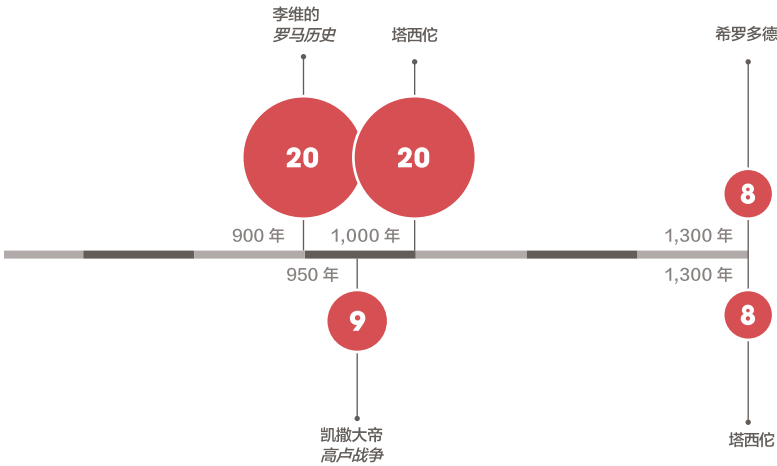 李维的
罗马历史
塔西佗
希罗多德
20
20
8
900 年
1,000 年
1,300 年
950 年
1,300 年
9
8
凯撒大帝
高卢战争
塔西佗